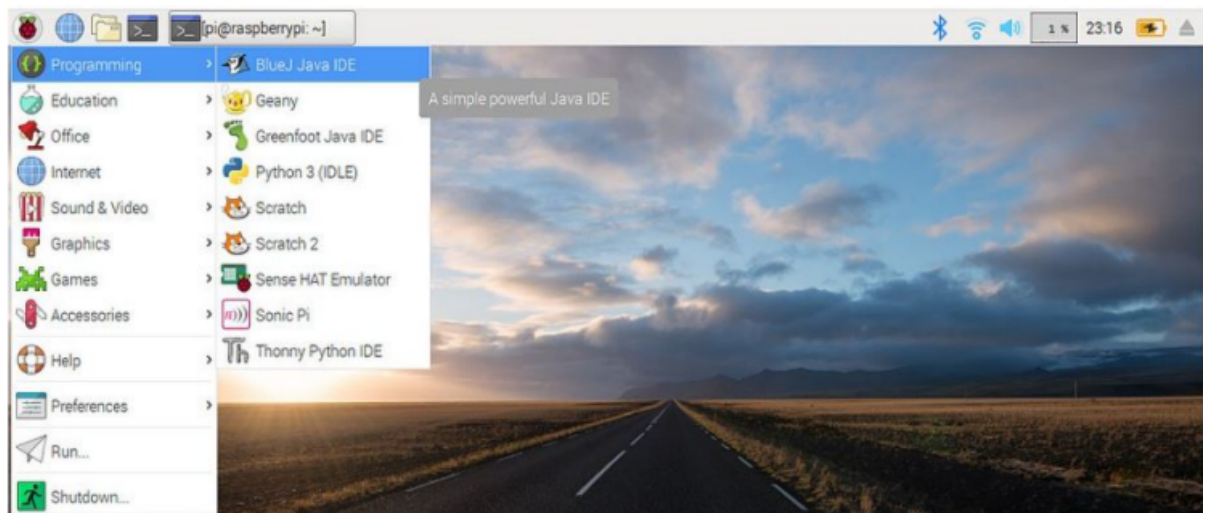 [pi@raspberrypi: ~]
1 %
23:16
Programming
Education
Office
Internet
Sound & Video
Graphics
Games
Accessories
Help
Preferences
Run...
Shutdown...
BlueJ Java IDE
Geany
Greenfoot Java IDE
Python 3 (IDLE)
Scratch
Scratch 2
Sense HAT Emulator
Sonic Pi
Th Thonny Python IDE
A simple powerful Java IDE